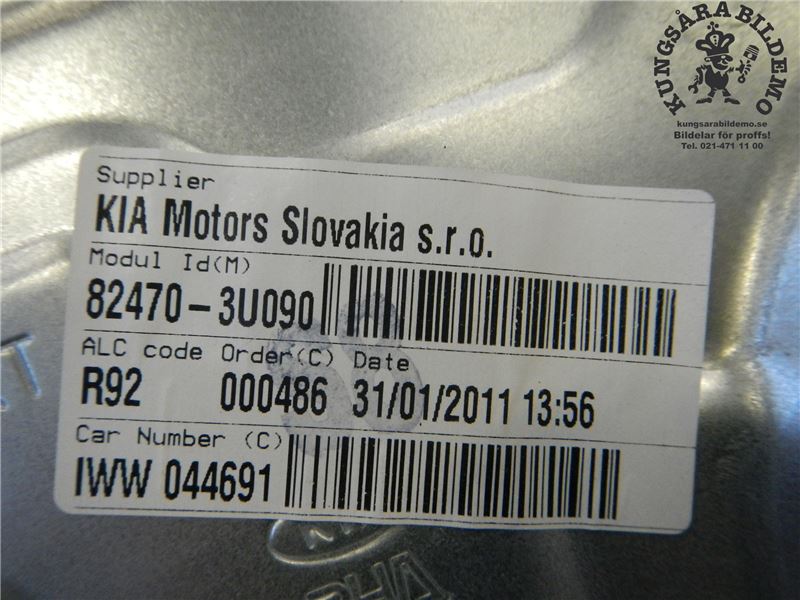 KUNGSÅRA BILDEMO
kungsarabildemo.se
Bildelar för proffs!
Tel. 021-471 11 00
Supplier
KIA Motors Slovakia s.r.o.
Modul Id(M)
82470-3U090
ALC code Order(C) Date
R92 000486 31/01/2011 13:56
Car Number (C)
IWW 044691